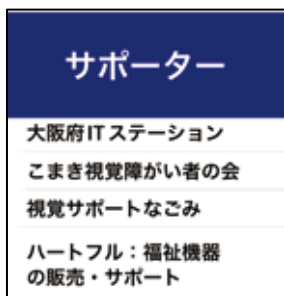 サポーター
大阪府ITステーション
こまき視覚障がい者の会
視覚サポートなごみ
ハートフル：福祉機器
の販売・サポート